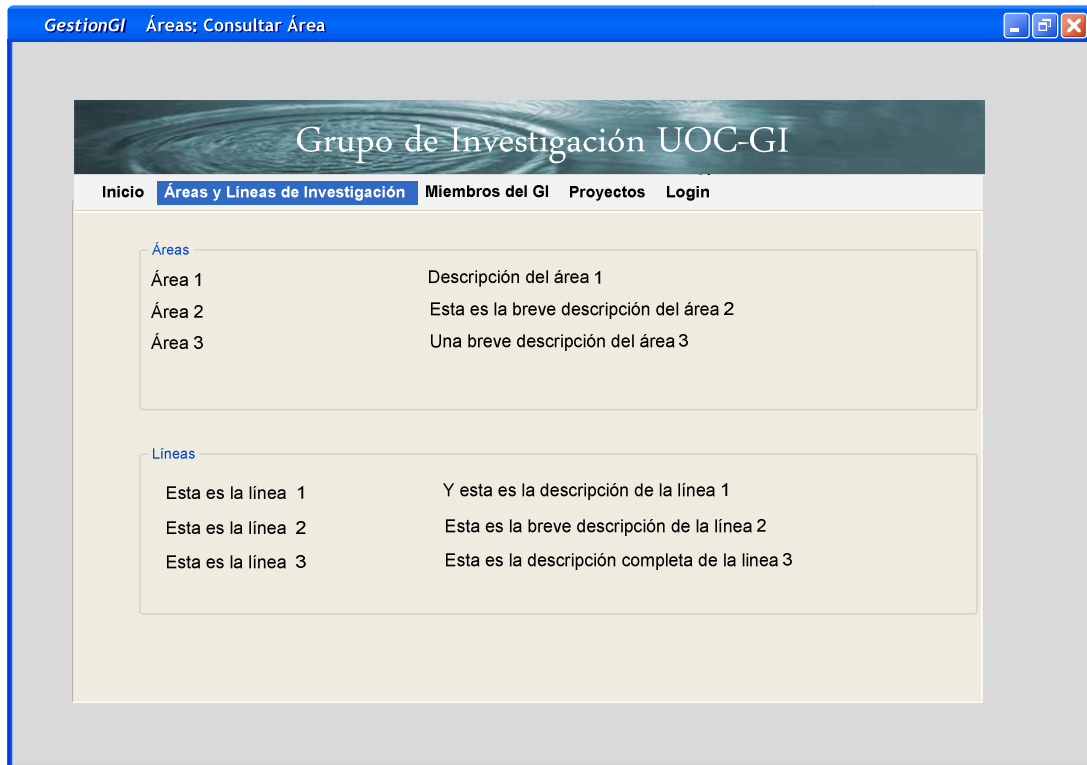 GestionGI Áreas: Consultar Área
Grupo de Investigación UOC-GI
Inicio Áreas y Líneas de Investigación Miembros del GI Proyectos Login
Áreas
Área 1 Descripción del área 1
Área 2 Esta es la breve descripción del área 2
Área 3 Una breve descripción del área 3
Líneas
Esta es la línea 1 Y esta es la descripción de la línea 1
Esta es la línea 2 Esta es la breve descripción de la línea 2
Esta es la línea 3 Esta es la descripción completa de la linea 3